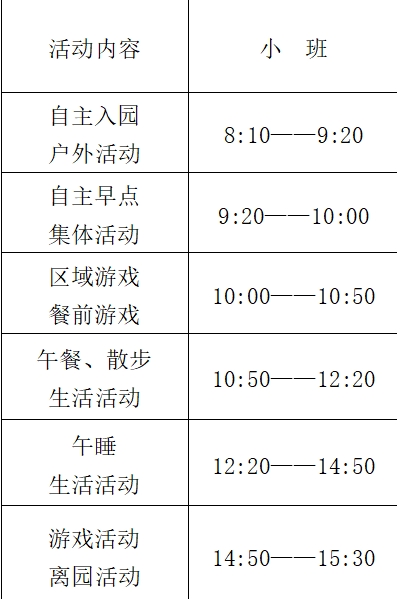 活动内容 小 班
自主入园
户外活动
8:10——9:20
自主早点
集体活动
9:20——10:00
区域游戏
餐前游戏
10:00——10:50
午餐、散步
生活活动
10:50——12:20
午睡
生活活动
12:20——14:50
游戏活动
离园活动
14:50——15:30